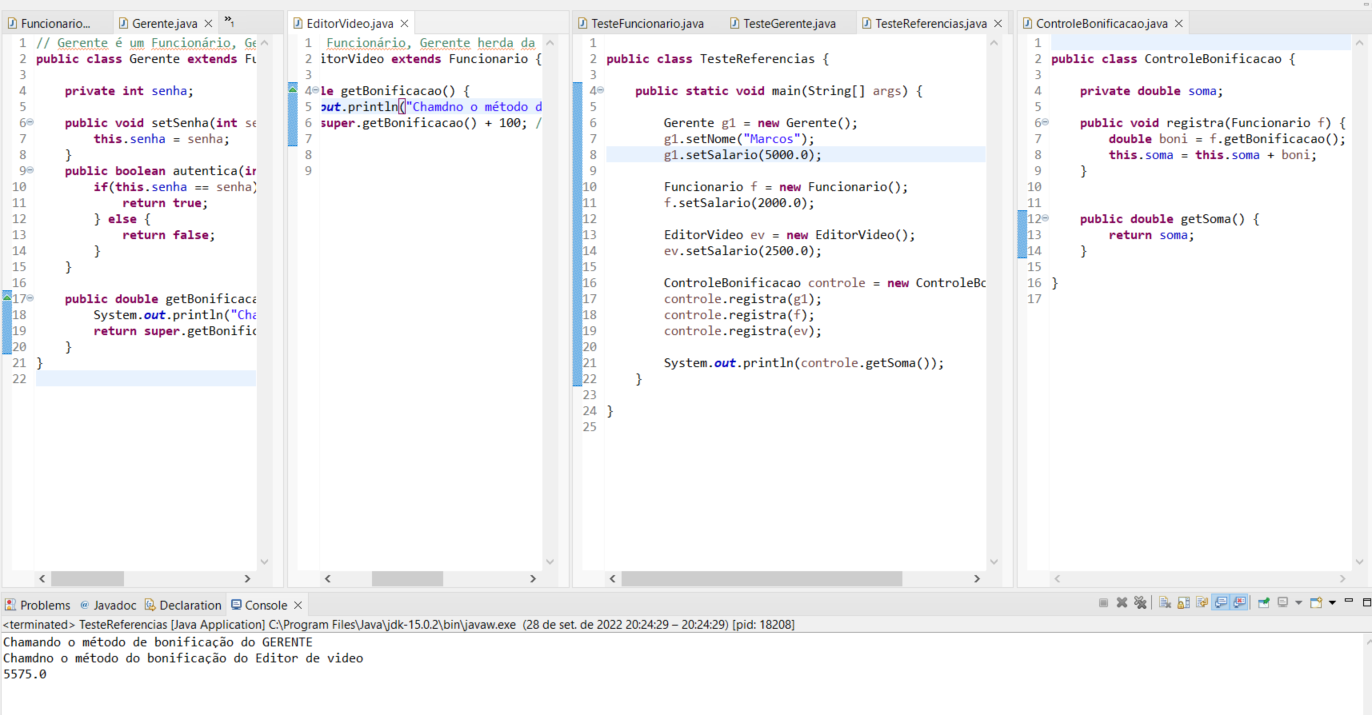 Funcionario...
Gerente.java
1
1 // Gerente é um Funcionário, Ge
2 public class Gerente extends Fu
3
4 private int senha;
5
6 public void setSenha(int se
7 this.senha = senha;
8 }
9 public boolean autentica(in
10 if(this.senha == senha)
11 return true;
12 } else {
13 return false;
14 }
15 }
16
17 public double getBonificaca
18 System.out.println("Cha
19 return super.getBonific
20 }
21 }
22
EditorVideo.java
1 Funcionário, Gerente herda da
2 itorVideo extends Funcionario {
3
4 le getBonificacao() {
5 out.println("Chamdno o método d
6 super.getBonificacao() + 100; /
7
8
9
TesteFuncionario.java
TesteGerente.java
TesteReferencias.java
1
2 public class TesteReferencias {
3
4 public static void main(String[] args) {
5
6 Gerente g1 = new Gerente();
7 g1.setNome("Marcos");
8 g1.setSalario(5000.0);
9
10 Funcionario f = new Funcionario();
11 f.setSalario(2000.0);
12
13 EditorVideo ev = new EditorVideo();
14 ev.setSalario(2500.0);
15
16 ControleBonificacao controle = new ControleBo
17 controle.registra(g1);
18 controle.registra(f);
19 controle.registra(ev);
20
21 System.out.println(controle.getSoma());
22 }
23
24 }
25
ControleBonificacao.java
1
2 public class ControleBonificacao {
3
4 private double soma;
5
6 public void registra(Funcionario f) {
7 double boni = f.getBonificacao();
8 this.soma = this.soma + boni;
9 }
10
11
12 public double getSoma() {
13 return soma;
14 }
15
16 }
17
Problems @ Javadoc Declaration Console
<terminated> TesteReferencias [Java Application] C:\Program Files\Java\jdk-15.0.2\bin\javaw.exe (28 de set. de 2022 20:24:29 – 20:24:29) [pid: 18208]
Chamando o método de bonificação do GERENTE
Chamdno o método do bonificação do Editor de video
5575.0